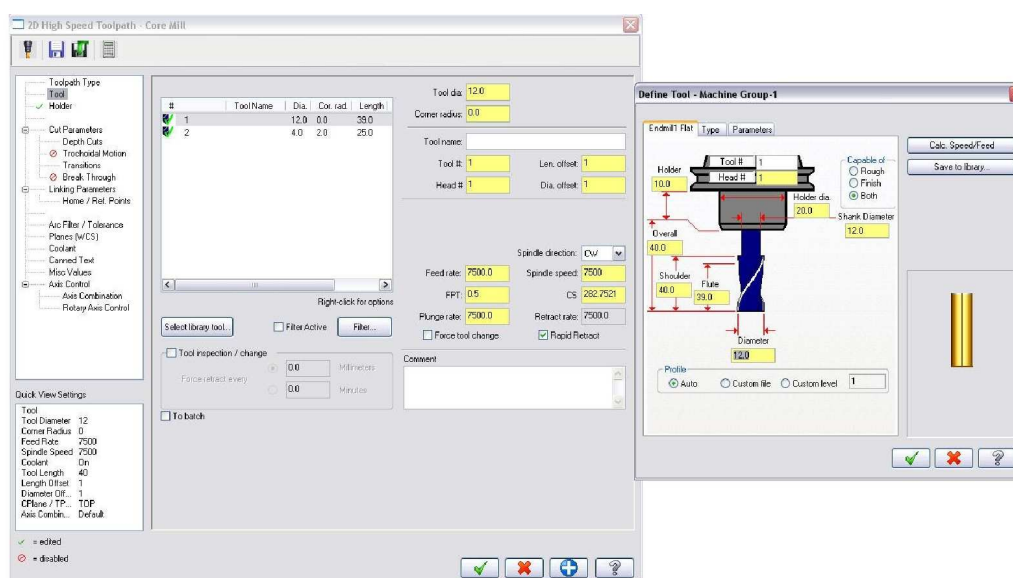 2D High Speed Toolpath - Core Mill
Toolpath Type
Tool
Holder
Cut Parameters
Depth Cuts
Trochoidal Motion
Transitions
Break Through
Linking Parameters
Home / Ref. Points
Arc Filter / Tolerance
Planes (WCS)
Coolant
Canned Text
Misc Values
Axis Control
Axis Combination
Rotary Axis Control
Quick View Settings
Tool
Tool Diameter 12
Corner Radius 0
Feed Rate 7500
Spindle Speed 7500
Coolant On
Tool Length 40
Length Offset 1
Diameter Off... 1
CPlane / TP... TOP
Axis Combin... Default
= edited
= disabled
# Tool Name Dia. Cor. rad. Length
1 12.0 0.0 39.0
2 4.0 2.0 25.0
Right-click for options
Select library tool...
Filter Active
Filter...
Tool inspection / change
Force retract every
0.0 Millimeters
0.0 Minutes
To batch
Tool dia: 12.0
Corner radius: 0.0
Tool name:
Tool #: 1 Len. offset: 1
Head # 1 Dia. offset: 1
Spindle direction: CW
Feed rate: 7500.0 Spindle speed: 7500
FPT: 0.5 CS 282.7521
Plunge rate: 7500.0 Retract rate: 7500.0
Force tool change
Rapid Retract
Comment
Define Tool - Machine Group-1
Endmill1 Flat Type Parameters
Calc. Speed/Feed
Save to library...
Tool # 1
Head # 1
Holder
10.0
Capable of
Rough
Finish
Both
Holder dia.
20.0
Shank Diameter
12.0
Overall
48.0
Shoulder
40.0
Flute
39.0
Diameter
12.0
Profile
Auto Custom file Custom level 1